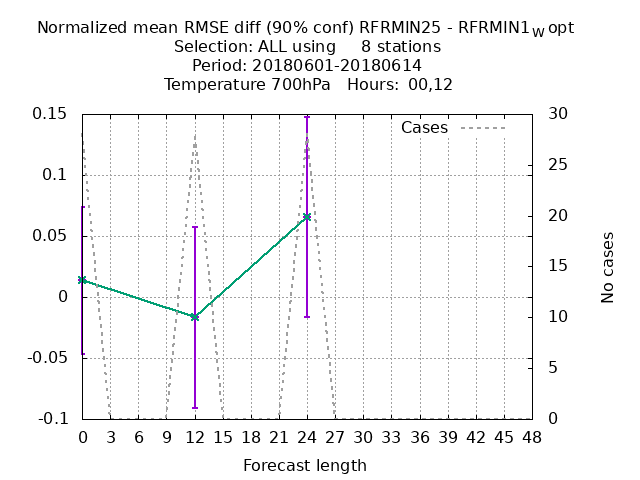 Normalized mean RMSE diff (90% conf) RFRMIN25 - RFRMIN1w opt
Selection: ALL using 8 stations
Period: 20180601-20180614
Temperature 700hPa Hours: 00,12
Cases
0.15
0.1
0.05
0
-0.05
-0.1
30
25
20
15
10
5
0
No cases
0 3 6 9 12 15 18 21 24 27 30 33 36 39 42 45 48
Forecast length